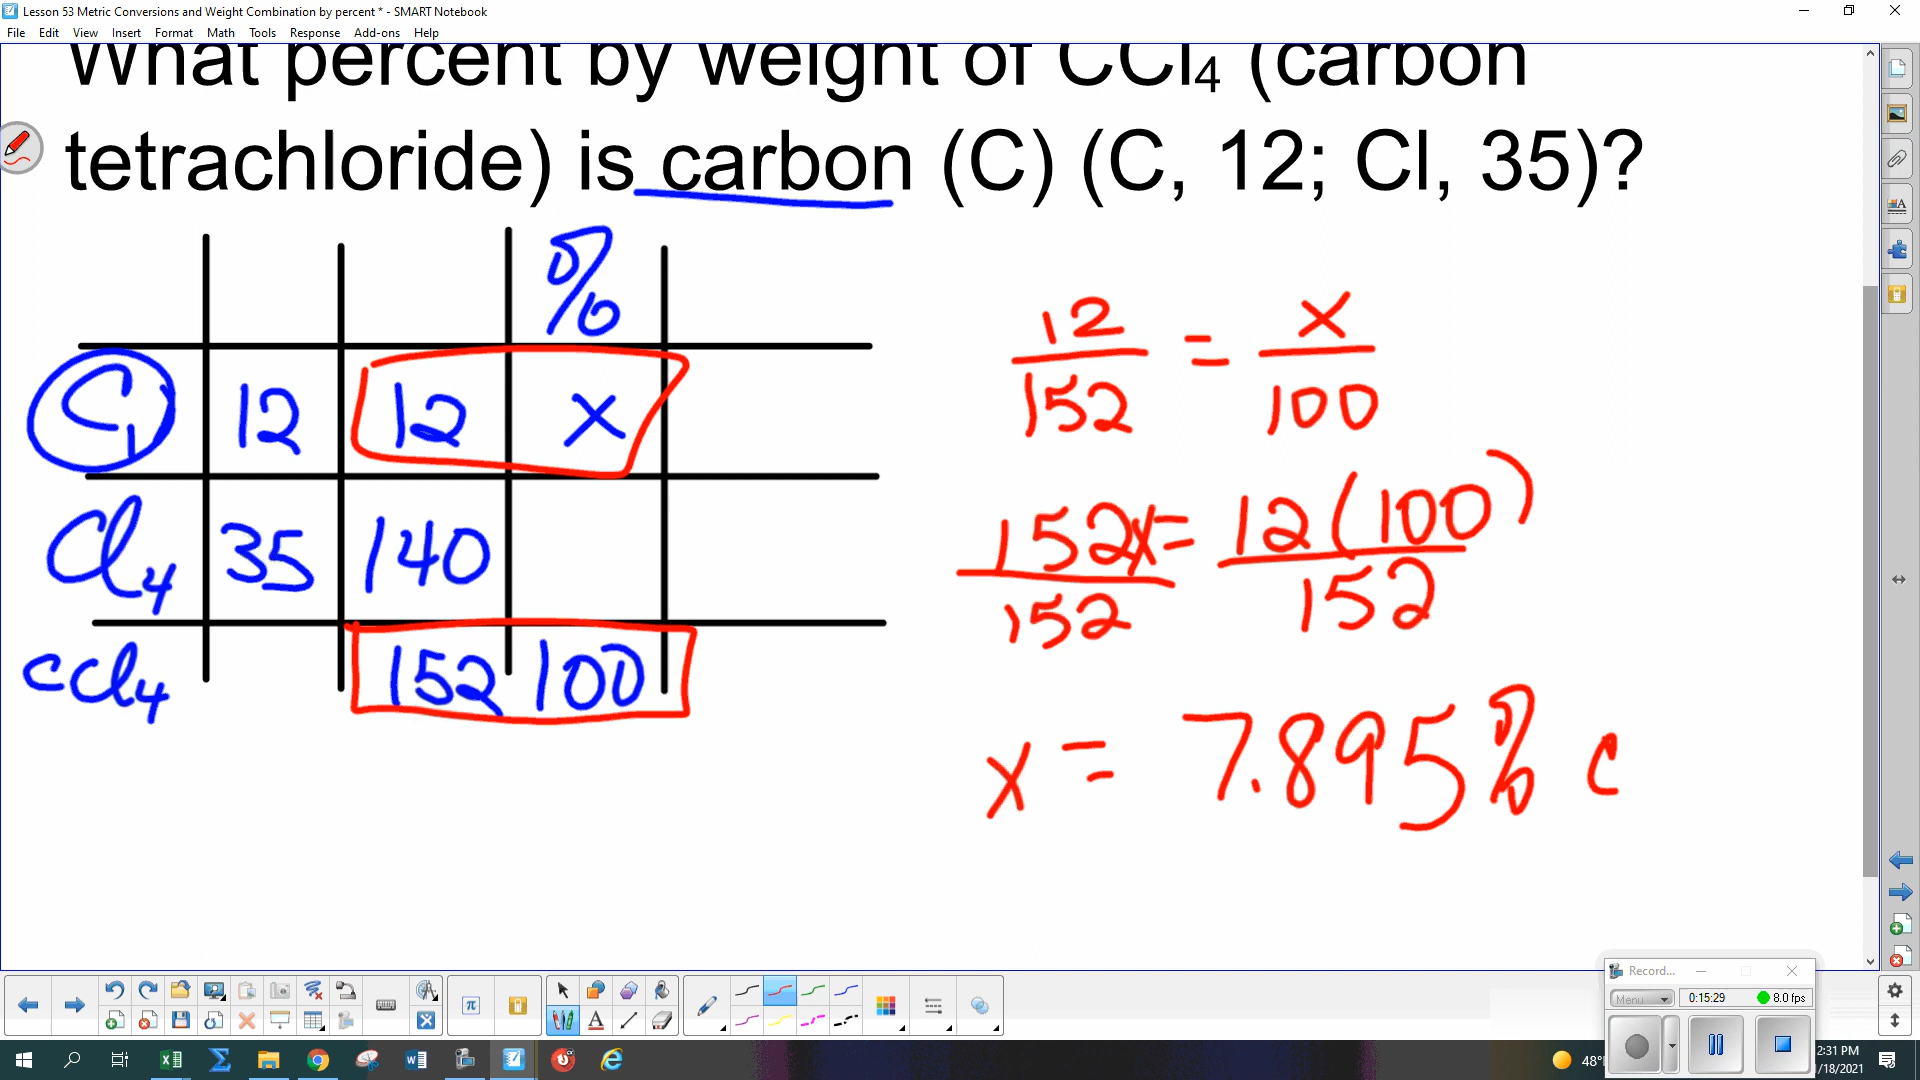 Lesson 53 Metric Conversions and Weight Combination by percent * - SMART Notebook
File Edit View Insert Format Math Tools Response Add-ons Help
What percent by weight of CCl₄ (carbon
tetrachloride) is carbon (C) (C, 12; Cl, 35)?
%
C₁ 12 12 x
Cl₄ 35 140
CCl₄ 152 100
12/152 = x/100
152x/152 = 12(100)/152
x = 7.895% C
Record...
Menu 0:15:29 8.0 fps
48°
2:31 PM
/18/2021